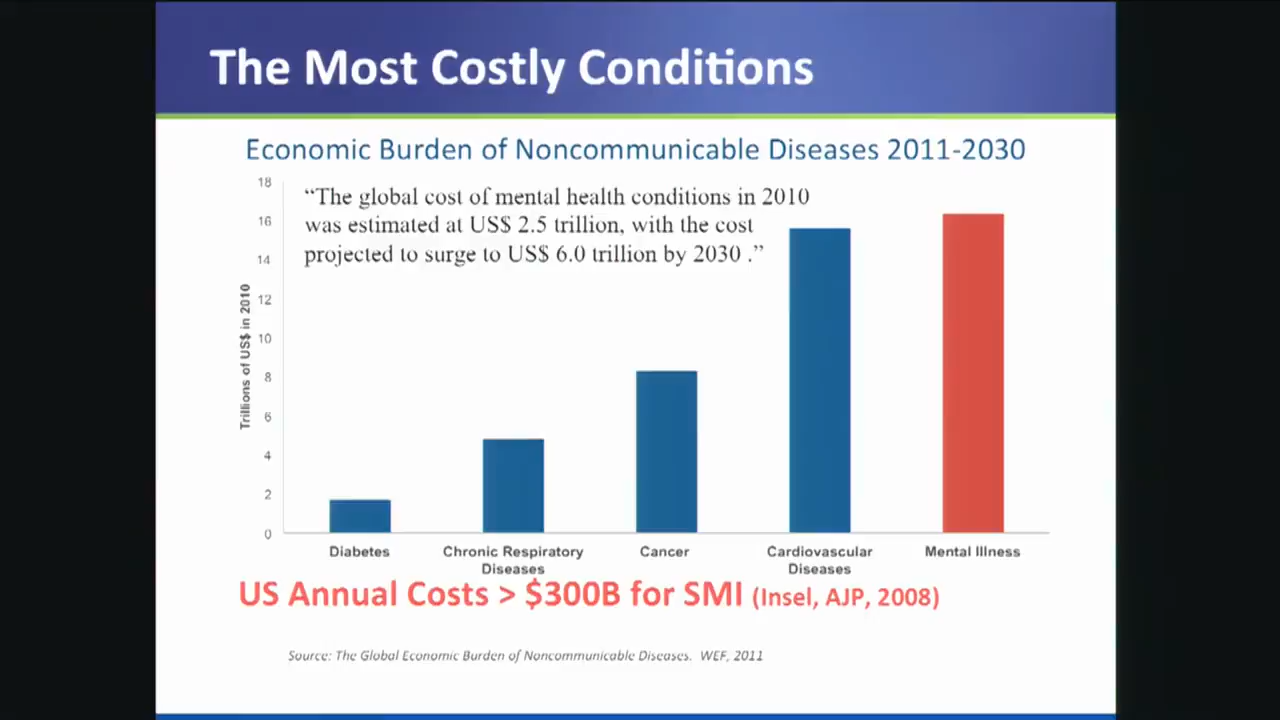 The Most Costly Conditions
Economic Burden of Noncommunicable Diseases 2011-2030
“The global cost of mental health conditions in 2010
was estimated at US$ 2.5 trillion, with the cost
projected to surge to US$ 6.0 trillion by 2030 .”
Trillions of US$ in 2010
18
16
14
12
10
8
6
4
2
0
Diabetes
Chronic Respiratory
Diseases
Cancer
Cardiovascular
Diseases
Mental Illness
US Annual Costs > $300B for SMI (Insel, AJP, 2008)
Source: The Global Economic Burden of Noncommunicable Diseases. WEF, 2011